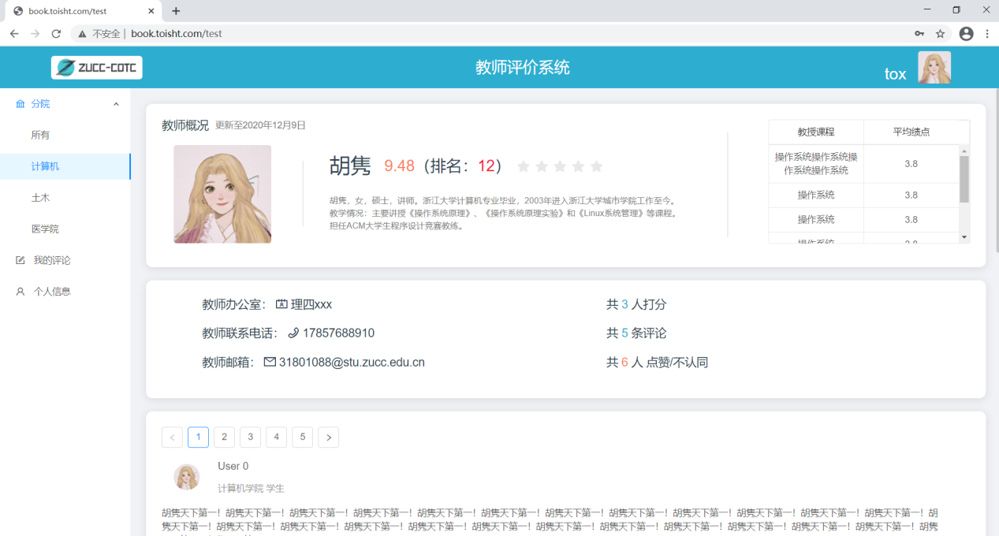 book.toisht.com/test
不安全 | book.toisht.com/test
ZUCC-COTC
教师评价系统
tox
分院
所有
计算机
土木
医学院
我的评论
个人信息
教师概况 更新至2020年12月9日
胡隽 9.48（排名：12）
胡隽，女，硕士，讲师。浙江大学计算机专业毕业，2003年进入浙江大学城市学院工作至今。
教学情况：主要讲授《操作系统原理》、《操作系统原理实验》和《Linux系统管理》等课程。
担任ACM大学生程序设计竞赛教练。
教授课程 平均绩点
操作系统操作系统操
作系统操作系统 3.8
操作系统 3.8
操作系统 3.8
操作系统 3.8
教师办公室： 理四xxx
教师联系电话： 17857688910
教师邮箱： 31801088@stu.zucc.edu.cn
共 3 人打分
共 5 条评论
共 6 人 点赞/不认同
< 1 2 3 4 5 >
User 0
计算机学院 学生
胡隽天下第一！胡隽天下第一！胡隽天下第一！胡隽天下第一！胡隽天下第一！胡隽天下第一！胡隽天下第一！胡隽天下第一！胡隽天下第一！胡隽天下第一！胡隽天下第一！胡隽天下第一！胡
隽天下第一！胡隽天下第一！胡隽天下第一！胡隽天下第一！胡隽天下第一！胡隽天下第一！胡隽天下第一！胡隽天下第一！胡隽天下第一！胡隽天下第一！胡隽天下第一！胡隽天下第一！胡隽